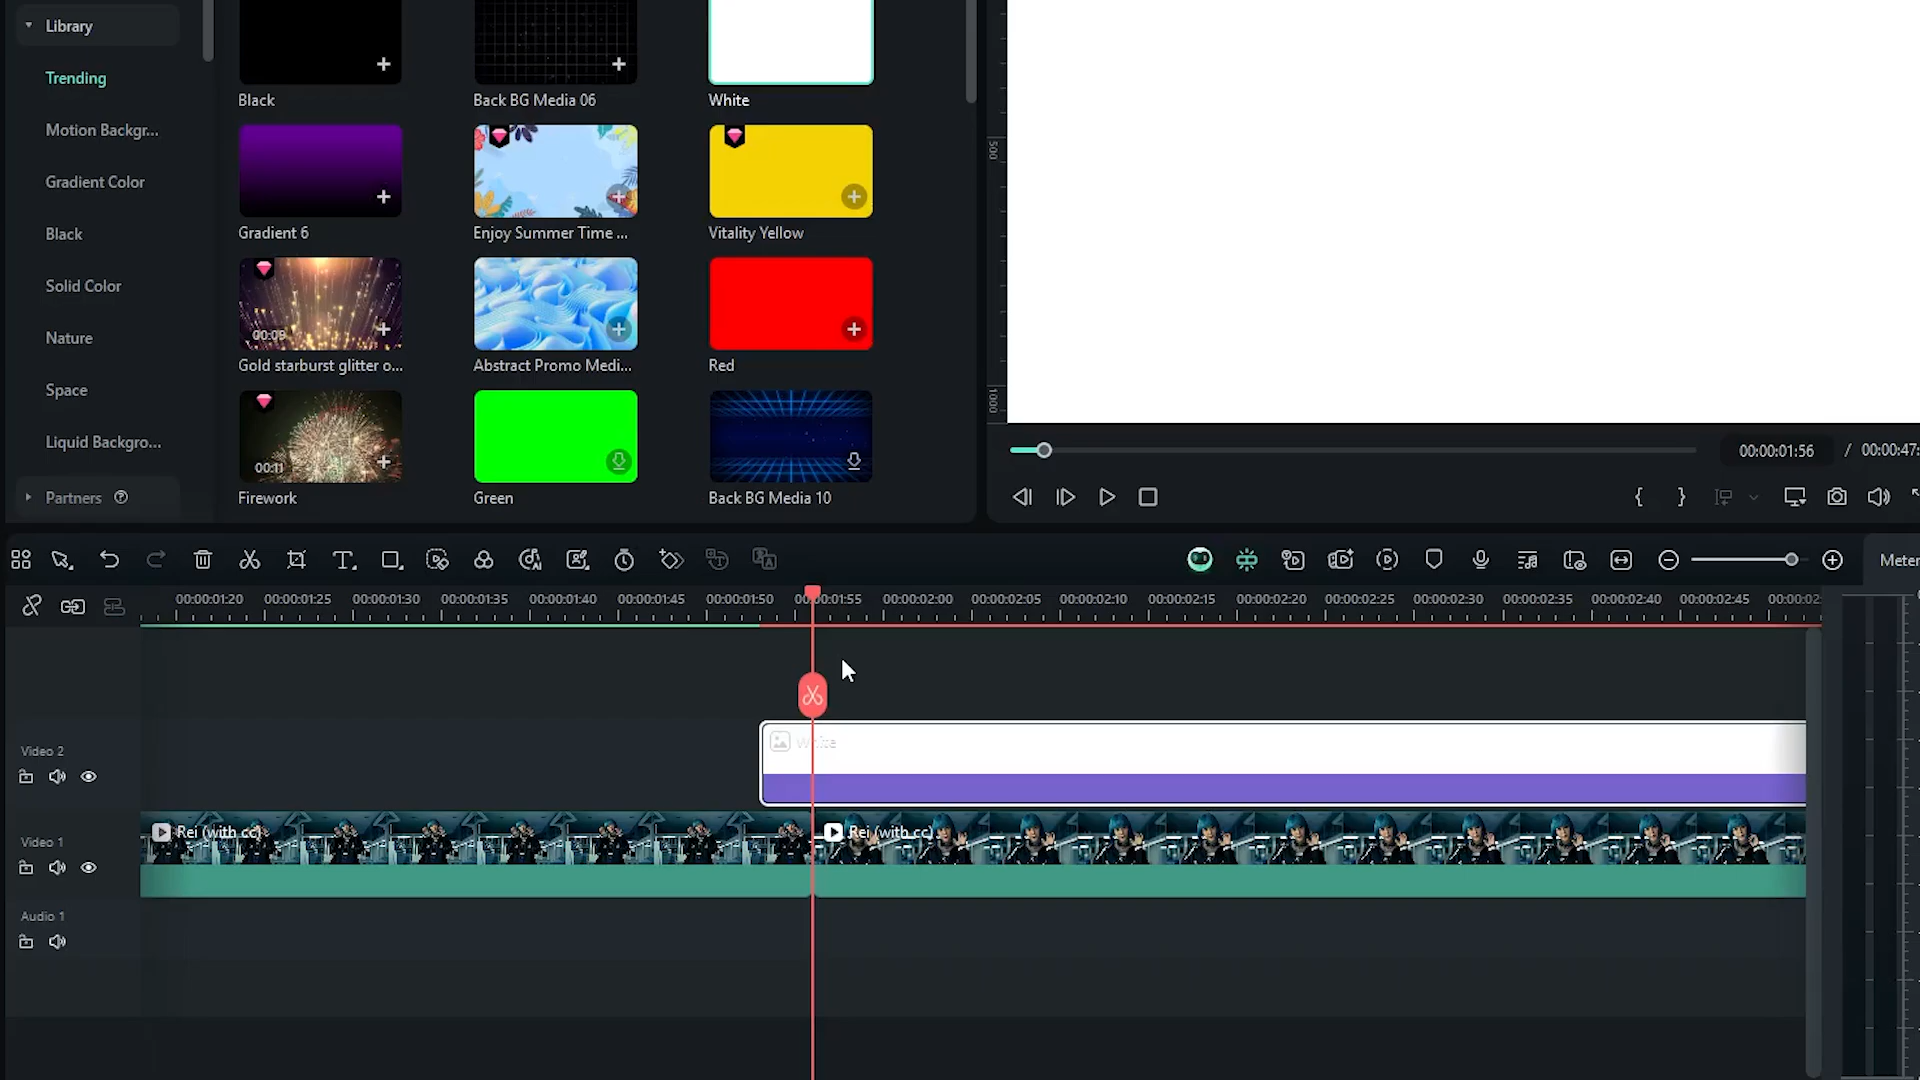 Library
Trending
Motion Backgr...
Gradient Color
Black
Solid Color
Nature
Space
Liquid Backgro...
Partners
Black
Back BG Media 06
White
Gradient 6
Enjoy Summer Time ...
Vitality Yellow
00:09
Gold starburst glitter o...
Abstract Promo Medi...
Red
00:11
Firework
Green
Back BG Media 10
500
1000
00:00:01:56 / 00:00:47:
Meter
00:00:01:20 00:00:01:25 00:00:01:30 00:00:01:35 00:00:01:40 00:00:01:45 00:00:01:50 00:00:01:55 00:00:02:00 00:00:02:05 00:00:02:10 00:00:02:15 00:00:02:20 00:00:02:25 00:00:02:30 00:00:02:35 00:00:02:40 00:00:02:45 00:00:02
White
Video 2
Rei (with cc) Rei (with cc)
Video 1
Audio 1